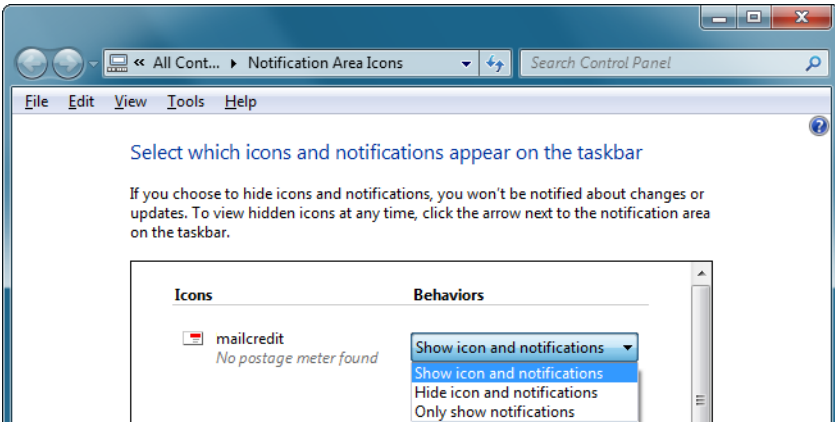 « All Cont... ▸ Notification Area Icons
Search Control Panel
File Edit View Tools Help
Select which icons and notifications appear on the taskbar
If you choose to hide icons and notifications, you won't be notified about changes or
updates. To view hidden icons at any time, click the arrow next to the notification area
on the taskbar.
Icons Behaviors
mailcredit
No postage meter found
Show icon and notifications
Show icon and notifications
Hide icon and notifications
Only show notifications